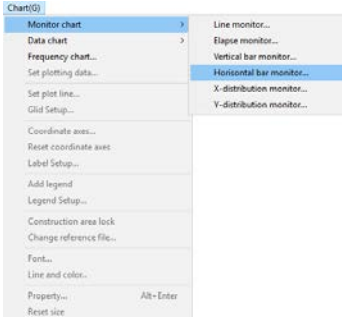 Chart(G)
Monitor chart >
Data chart >
Frequency chart...
Set plotting data...
Set plot line...
Glid Setup...
Coordinate axes...
Reset coordinate axes
Label Setup...
Add legend
Legend Setup...
Construction area lock
Change reference file...
Font...
Line and color..
Property... Alt+Enter
Reset size
Line monitor...
Elapse monitor...
Vertical bar monitor...
Horisontal bar monitor...
X-distribution monitor...
Y-distribution monitor...